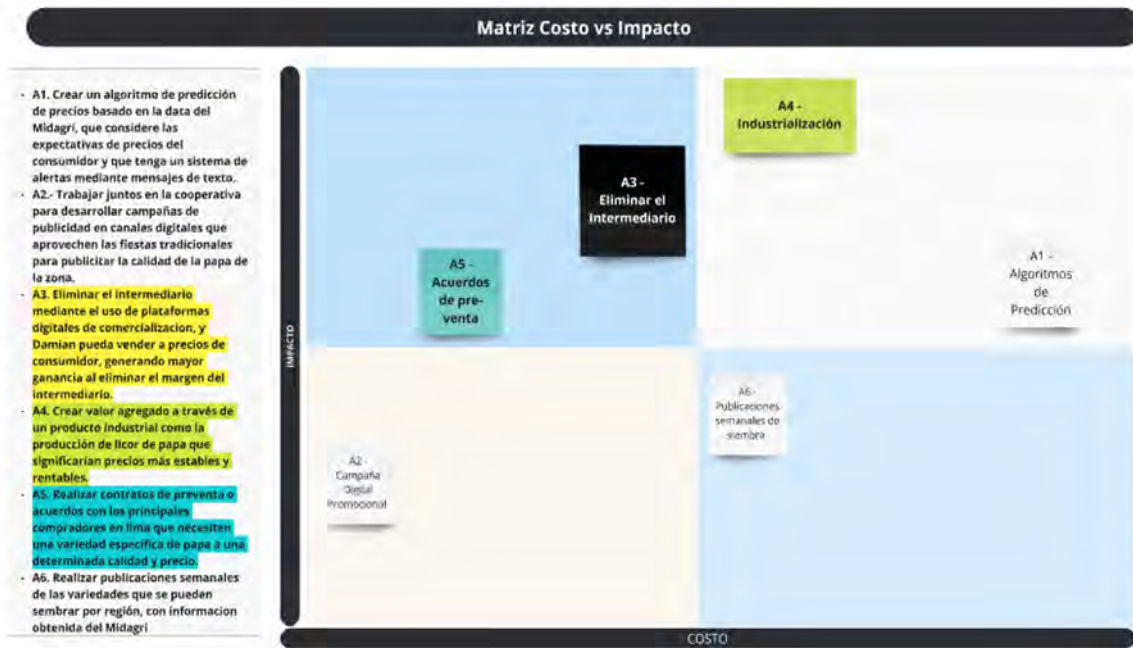 Matriz Costo vs Impacto
- A1. Crear un algoritmo de predicción
de precios basado en la data del
Midagri, que considere las
expectativas de precios del
consumidor y que tenga un sistema de
alertas mediante mensajes de texto.
- A2.- Trabajar juntos en la cooperativa
para desarrollar campañas de
publicidad en canales digitales que
aprovechen las fiestas tradicionales
para publicitar la calidad de la papa de
la zona.
- A3. Eliminar el intermediario
mediante el uso de plataformas
digitales de comercializacion, y
Damian pueda vender a precios de
consumidor, generando mayor
ganancia al eliminar el margen del
intermediario.
- A4. Crear valor agregado a través de
un producto industrial como la
producción de licor de papa que
significarían precios más estables y
rentables.
- A5. Realizar contratos de preventa o
acuerdos con los principales
compradores en lima que necesiten
una variedad específica de papa a una
determinada calidad y precio.
- A6. Realizar publicaciones semanales
de las variedades que se pueden
sembrar por región, con informacion
obtenida del Midagri
IMPACTO
A4 -
Industrialización
A3 -
Eliminar el
Intermediario
A5 -
Acuerdos
de pre-
venta
A1 -
Algoritmos
de
Predicción
A6 -
Publicaciones
semanales de
siembra
A2 -
Campaña
Digital
Promocional
COSTO